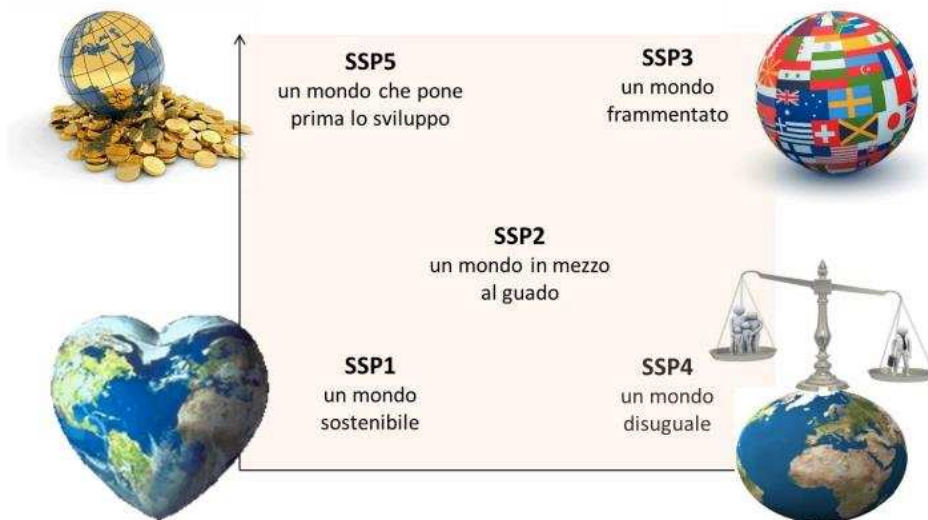 SSP5
un mondo che pone
prima lo sviluppo
SSP3
un mondo
frammentato
SSP2
un mondo in mezzo
al guado
SSP1
un mondo
sostenibile
SSP4
un mondo
disuguale